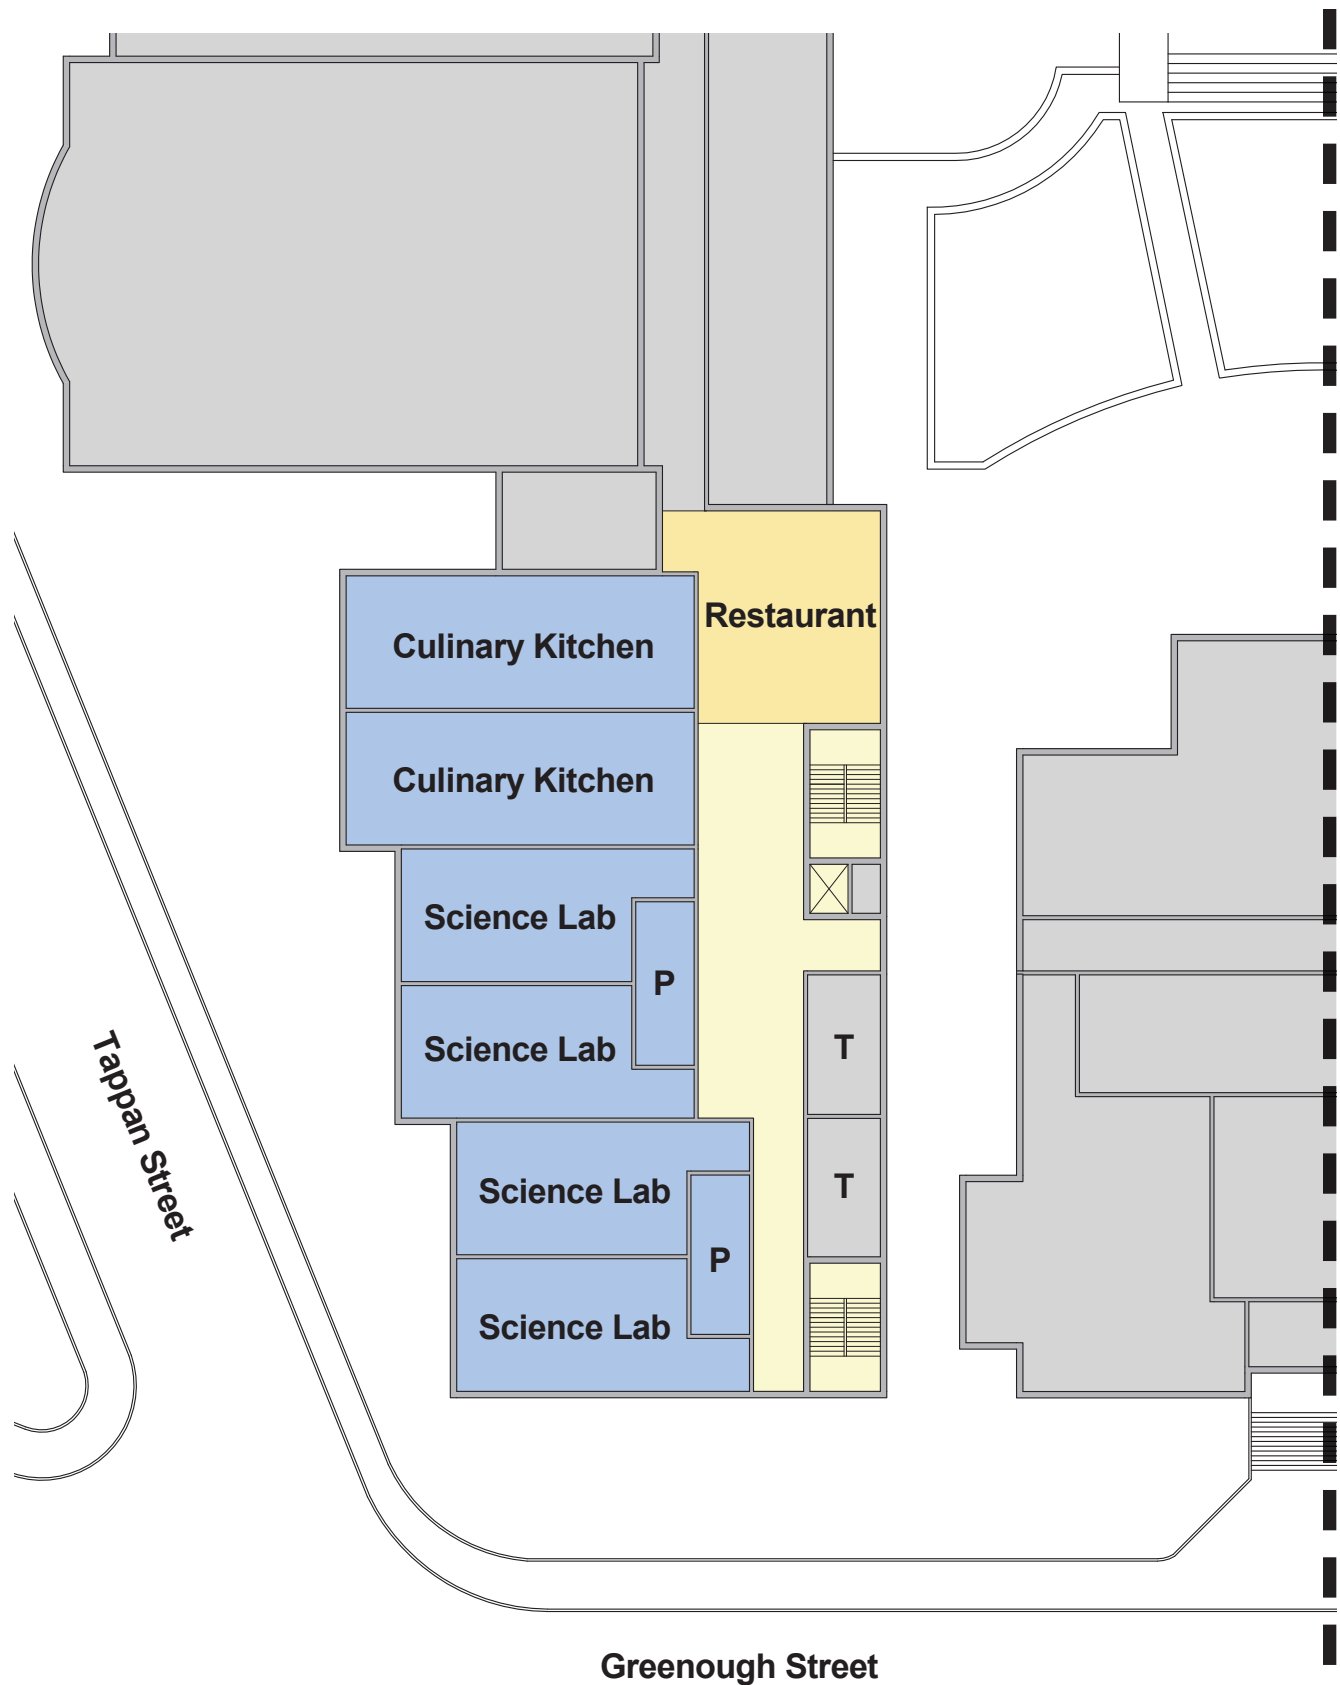 Restaurant
Culinary Kitchen
Culinary Kitchen
Science Lab
P
Science Lab
T
Tappan Street
Science Lab
T
P
Science Lab
Greenough Street